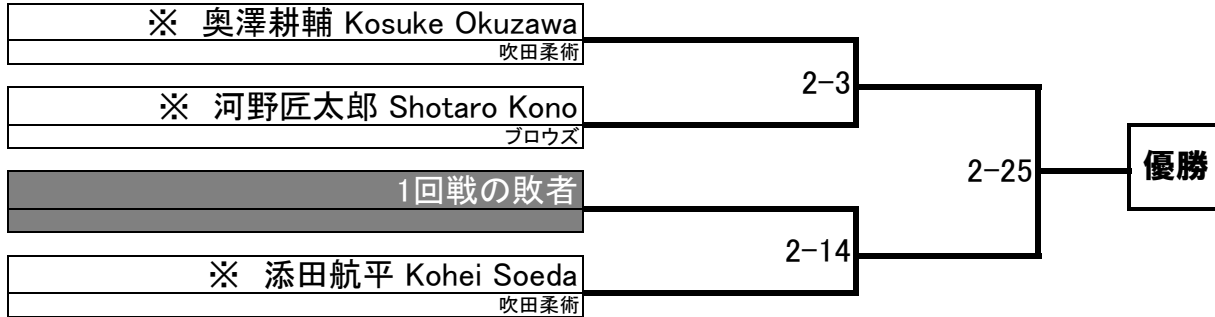 ※ 奥澤耕輔 Kosuke Okuzawa
吹田柔術
2-3
※ 河野匠太郎 Shotaro Kono
ブロウズ
2-25
優勝
1回戦の敗者
2-14
※ 添田航平 Kohei Soeda
吹田柔術